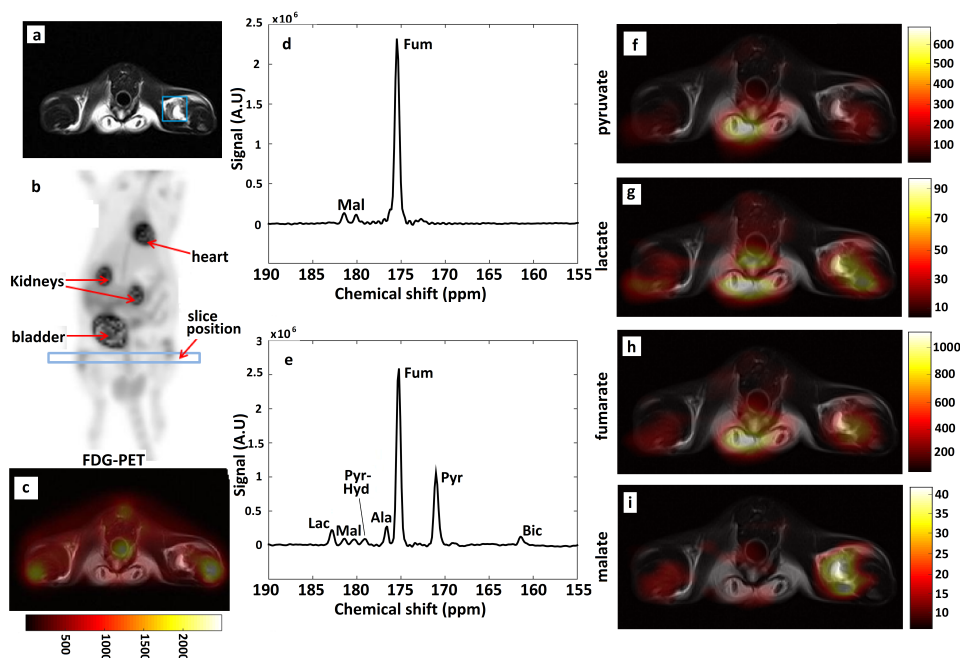 a
b
heart
Kidneys
slice
position
bladder
FDG-PET
c
500
1000
1500
2000
x10⁶
d
Fum
Mal
Signal (A.U)
2.5
2
1.5
1
0.5
0
190 185 180 175 170 165 160 155
Chemical shift (ppm)
x10⁶
e
Fum
Pyr-
Hyd
Pyr
Lac
Mal
Ala
Bic
Signal (A.U)
3
2.5
2
1.5
1
0.5
0
190 185 180 175 170 165 160 155
Chemical shift (ppm)
f
pyruvate
600
500
400
300
200
100
g
lactate
90
70
50
30
10
h
fumarate
1000
800
600
400
200
i
malate
40
35
30
25
20
15
10